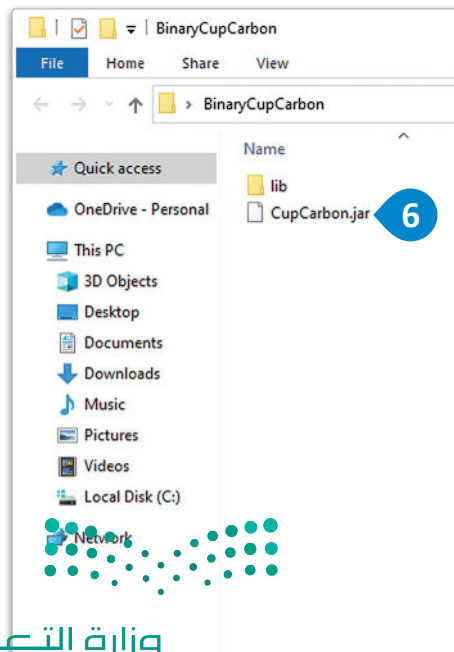 BinaryCupCarbon
File Home Share View
BinaryCupCarbon
Name
Quick access
OneDrive - Personal
This PC
3D Objects
Desktop
Documents
Downloads
Music
Pictures
Videos
Local Disk (C:)
Network
lib
CupCarbon.jar 6
وزارة